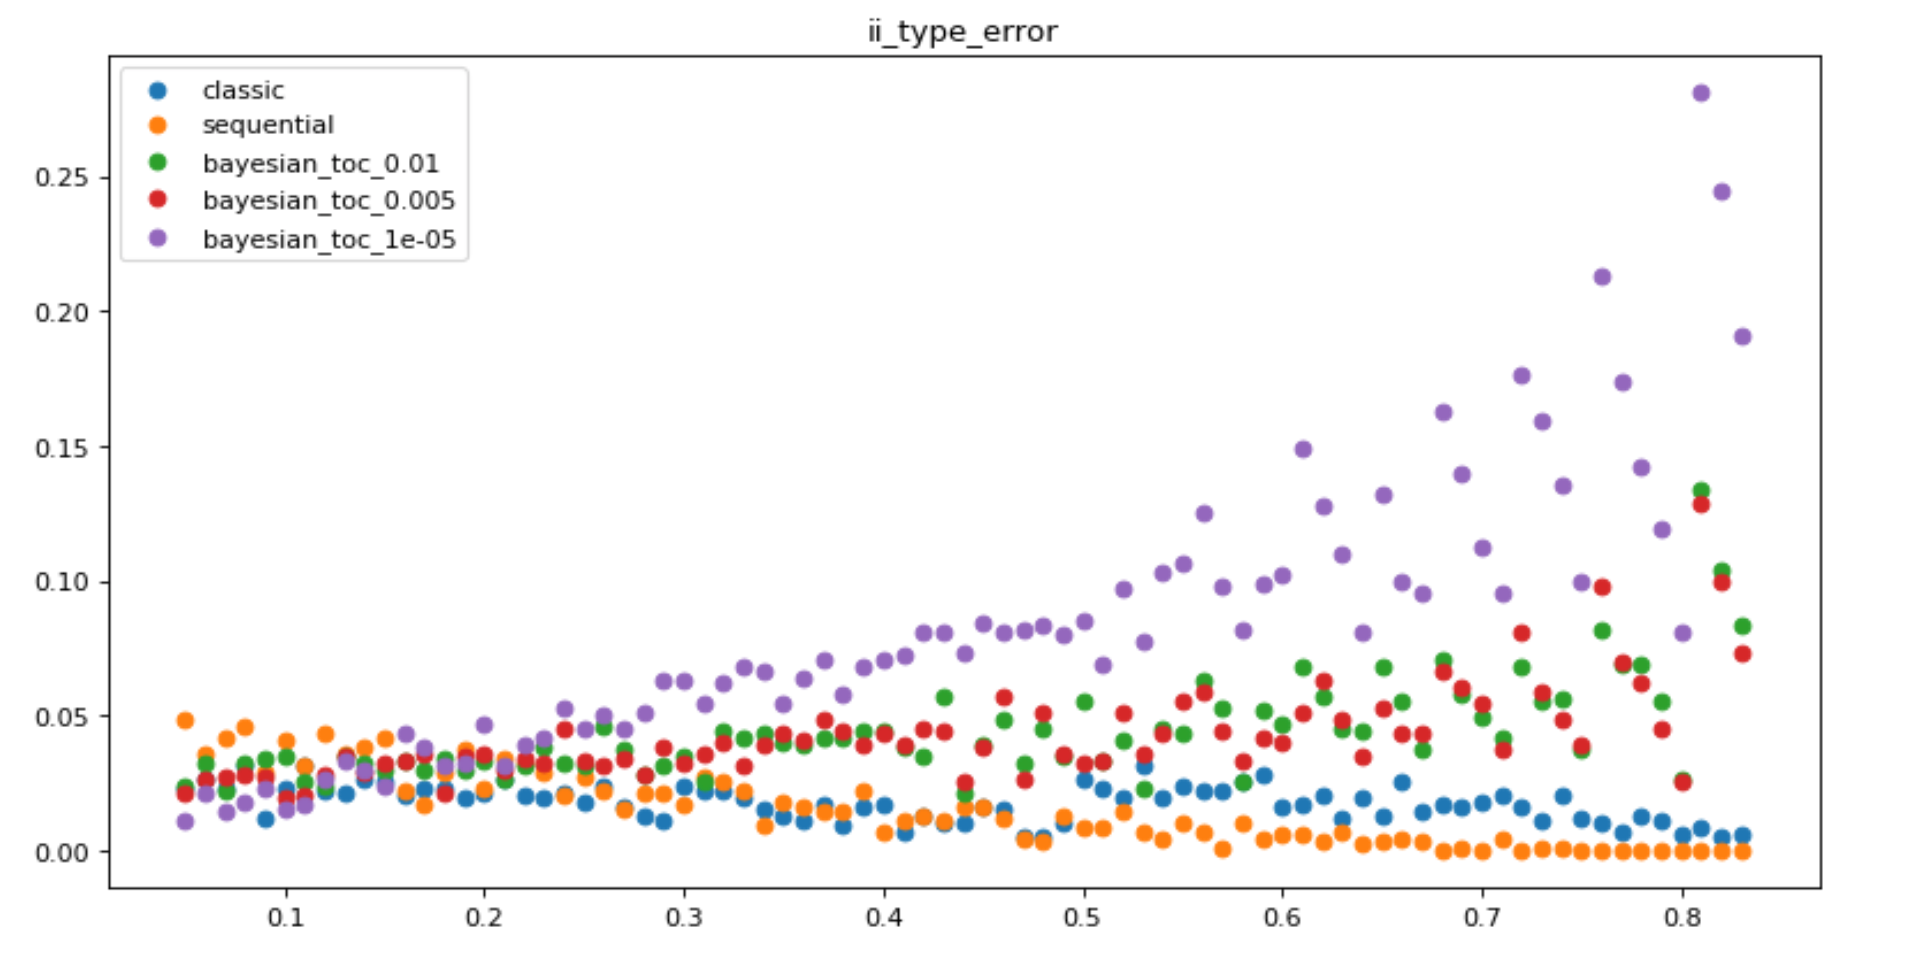 ii_type_error
classic
sequential
bayesian_toc_0.01
bayesian_toc_0.005
bayesian_toc_1e-05
0.25
0.20
0.15
0.10
0.05
0.00
0.1 0.2 0.3 0.4 0.5 0.6 0.7 0.8